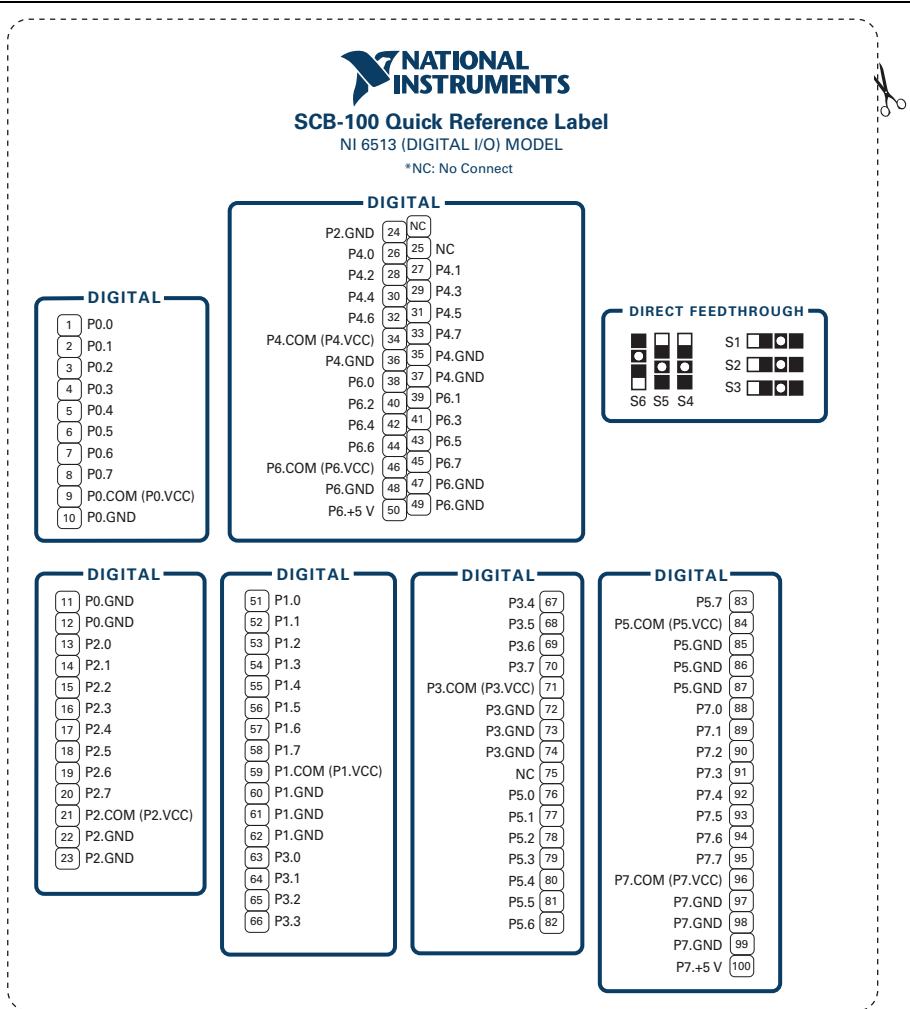 NATIONAL
INSTRUMENTS
SCB-100 Quick Reference Label
NI 6513 (DIGITAL I/O) MODEL
*NC: No Connect
DIGITAL
1 P0.0
2 P0.1
3 P0.2
4 P0.3
5 P0.4
6 P0.5
7 P0.6
8 P0.7
9 P0.COM (P0.VCC)
10 P0.GND
DIGITAL
NC
P2.GND 24
25 NC
P4.0 26
27 P4.1
P4.2 28
29 P4.3
P4.4 30
31 P4.5
P4.6 32
33 P4.7
P4.COM (P4.VCC) 34
35 P4.GND
P4.GND 36
37 P4.GND
P6.0 38
39 P6.1
P6.2 40
41 P6.3
P6.4 42
43 P6.5
P6.6 44
45 P6.7
P6.COM (P6.VCC) 46
47 P6.GND
P6.GND 48
49 P6.GND
P6.+5 V 50
DIRECT FEEDTHROUGH
S1
S2
S3
S6 S5 S4
DIGITAL
11 P0.GND
12 P0.GND
13 P2.0
14 P2.1
15 P2.2
16 P2.3
17 P2.4
18 P2.5
19 P2.6
20 P2.7
21 P2.COM (P2.VCC)
22 P2.GND
23 P2.GND
DIGITAL
51 P1.0
52 P1.1
53 P1.2
54 P1.3
55 P1.4
56 P1.5
57 P1.6
58 P1.7
59 P1.COM (P1.VCC)
60 P1.GND
61 P1.GND
62 P1.GND
63 P3.0
64 P3.1
65 P3.2
66 P3.3
DIGITAL
P3.4 67
P3.5 68
P3.6 69
P3.7 70
P3.COM (P3.VCC) 71
P3.GND 72
P3.GND 73
P3.GND 74
NC 75
P5.0 76
P5.1 77
P5.2 78
P5.3 79
P5.4 80
P5.5 81
P5.6 82
DIGITAL
P5.7 83
P5.COM (P5.VCC) 84
P5.GND 85
P5.GND 86
P5.GND 87
P7.0 88
P7.1 89
P7.2 90
P7.3 91
P7.4 92
P7.5 93
P7.6 94
P7.7 95
P7.COM (P7.VCC) 96
P7.GND 97
P7.GND 98
P7.GND 99
P7.+5 V 100